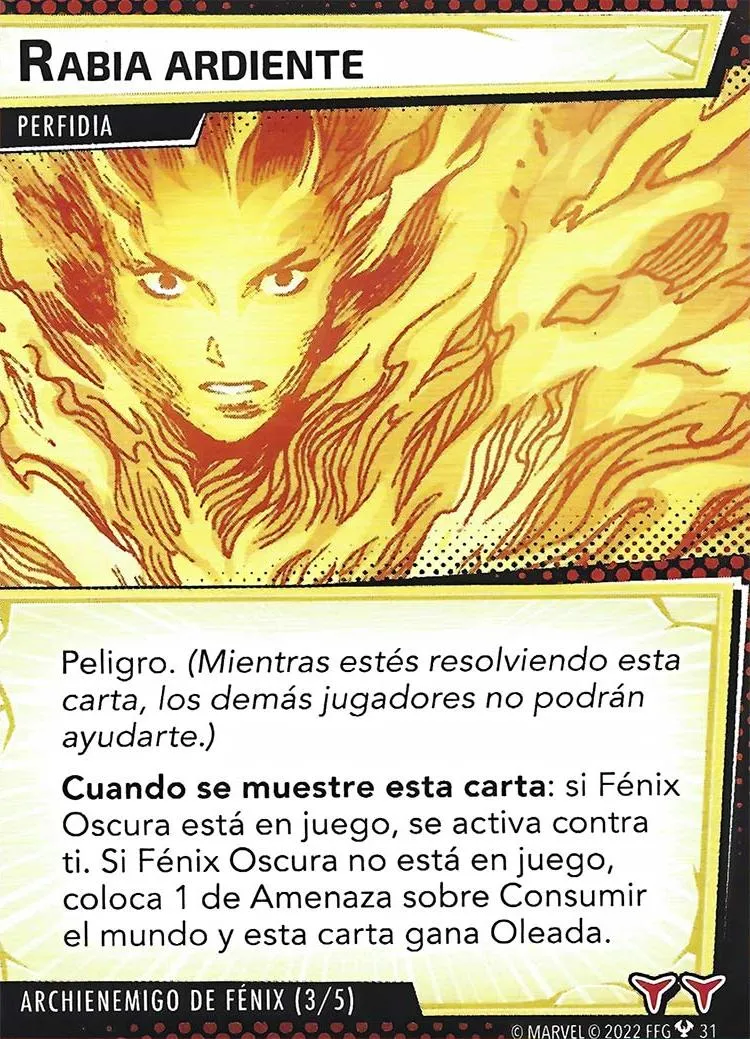 RABIA ARDIENTE
PERFIDIA
Peligro. (Mientras estés resolviendo esta
carta, los demás jugadores no podrán
ayudarte.)
Cuando se muestre esta carta: si Fénix
Oscura está en juego, se activa contra
ti. Si Fénix Oscura no está en juego,
coloca 1 de Amenaza sobre Consumir
el mundo y esta carta gana Oleada.
ARCHIENEMIGO DE FÉNIX (3/5)
© MARVEL © 2022 FFG 31